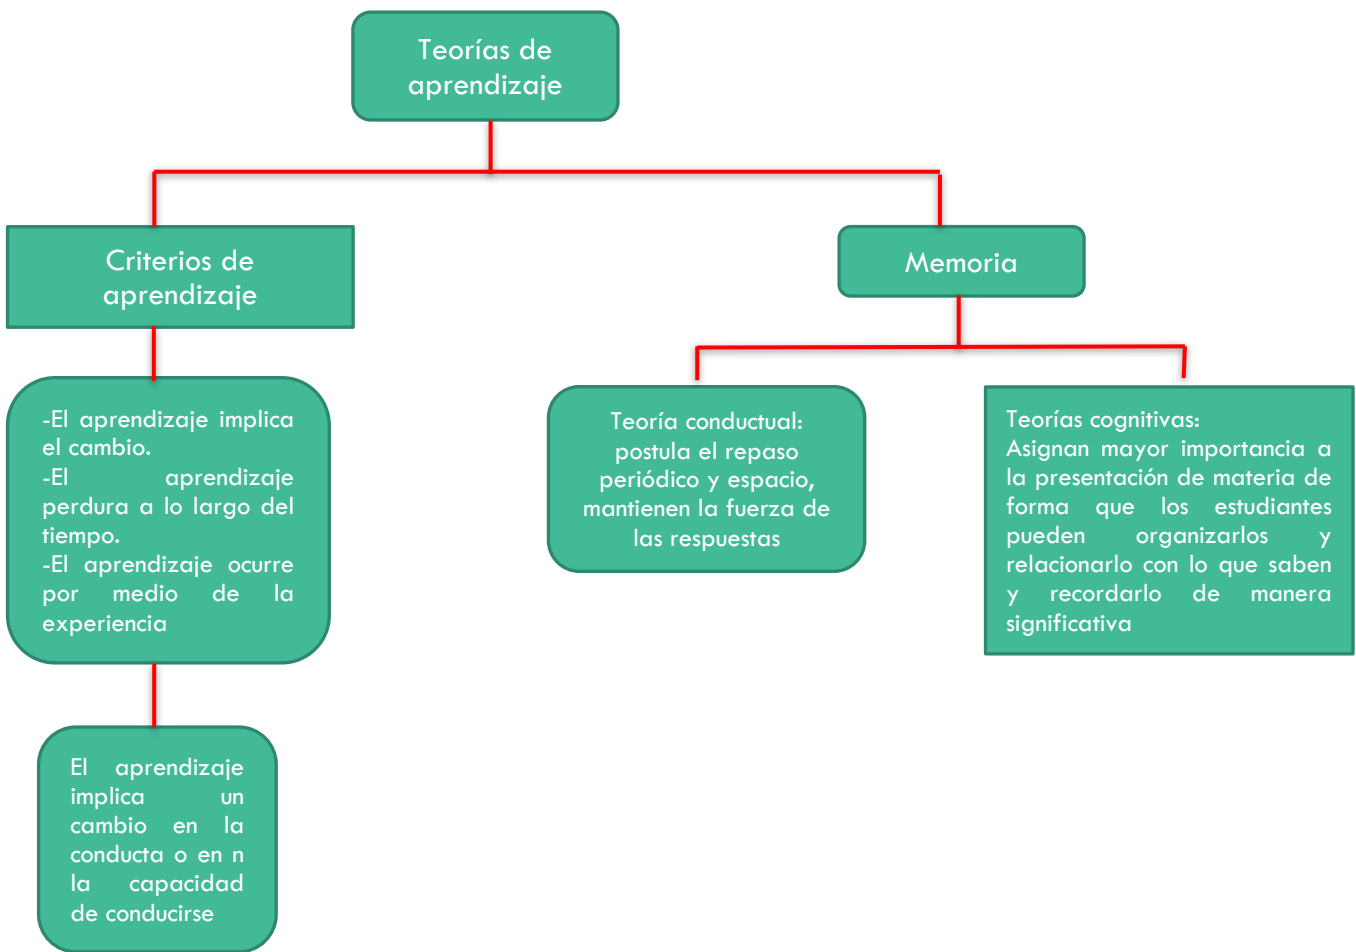 Teorías de
aprendizaje
Criterios de
aprendizaje
Memoria
-El aprendizaje implica
el cambio.
-El aprendizaje
perdura a lo largo del
tiempo.
-El aprendizaje ocurre
por medio de la
experiencia
Teoría conductual:
postula el repaso
periódico y espacio,
mantienen la fuerza de
las respuestas
Teorías cognitivas:
Asignan mayor importancia a
la presentación de materia de
forma que los estudiantes
pueden organizarlos y
relacionarlo con lo que saben
y recordarlo de manera
significativa
El aprendizaje
implica un
cambio en la
conducta o en n
la capacidad
de conducirse